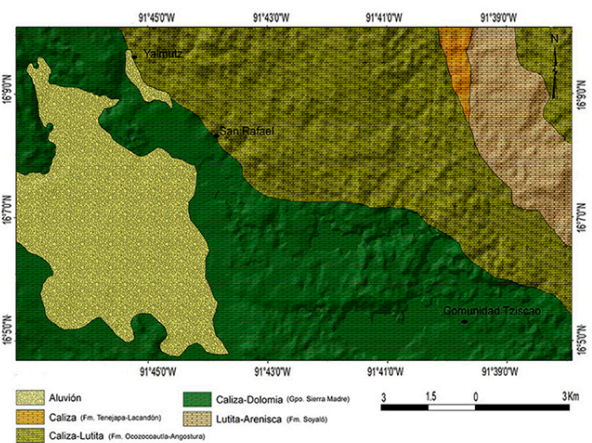 91°45'0"W 91°43'0"W 91°41'0"W 91°39'0"W
N
Yalmutz
16°9'0"N 16°9'0"N
San Rafael
16°7'0"N 16°7'0"N
Comunidad Tziscao
16°5'0"N 16°5'0"N
91°45'0"W 91°43'0"W 91°41'0"W 91°39'0"W
Aluvión
Caliza (Fm. Tenejapa-Lacandón)
Caliza-Lutita (Fm. Ocozocoautla-Angostura)
Caliza-Dolomia (Gpo. Sierra Madre)
Lutita-Arenisca (Fm. Soyaló)
3 1.5 0 3 Km